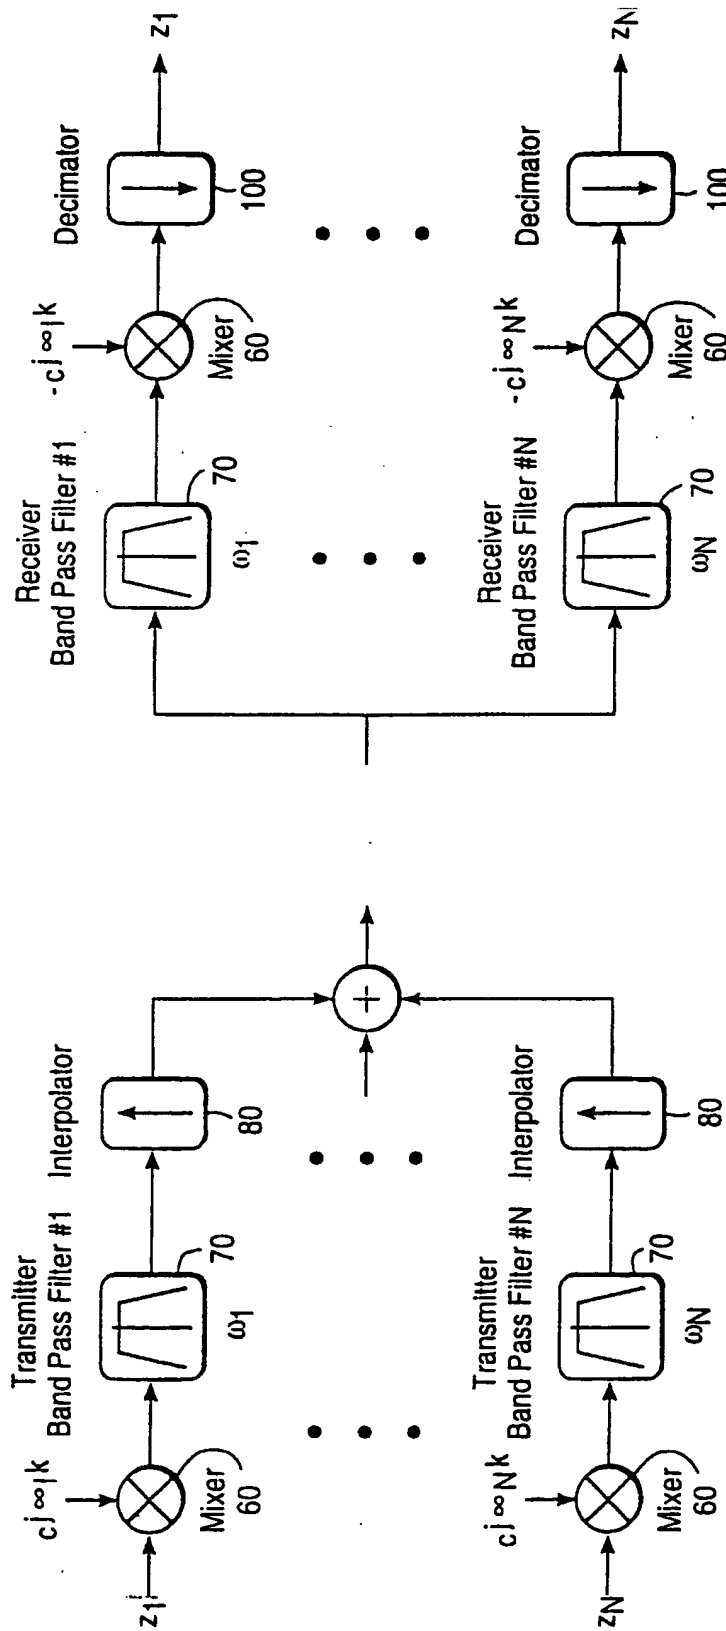 Transmitter
Band Pass Filter #1
Interpolator
c^j∞1^k
z1
Mixer
60
70
ω1
80
Transmitter
Band Pass Filter #N
Interpolator
c^j∞N^k
zN
Mixer
60
70
ωN
80
+
Receiver
Band Pass Filter #1
Decimator
-c^j∞1^k
z1
70
ω1
Mixer
60
100
Receiver
Band Pass Filter #N
Decimator
-c^j∞N^k
zN
70
ωN
Mixer
60
100